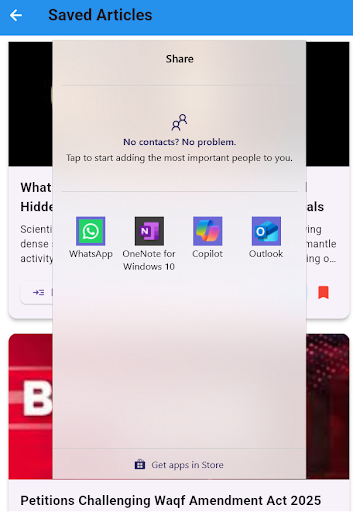 Saved Articles
Share
No contacts? No problem.
Tap to start adding the most important people to you.
What
Hidde
als
Scienti
ving
dense s
mantle
activity
ng o...
WhatsApp
OneNote for
Windows 10
Copilot
Outlook
B
Get apps in Store
Petitions Challenging Waqf Amendment Act 2025